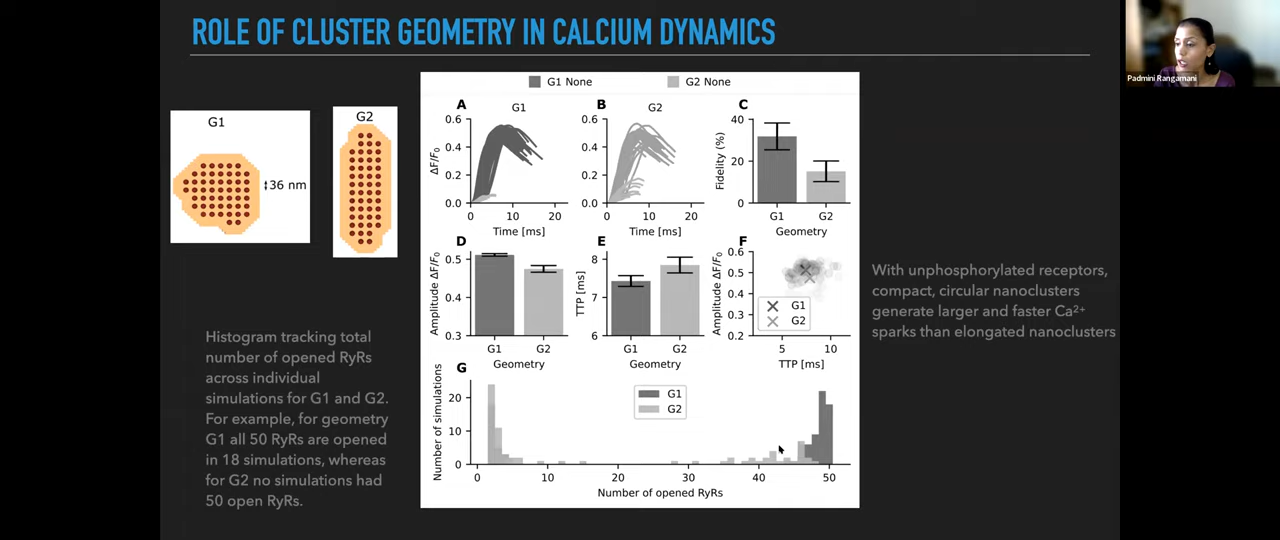 ROLE OF CLUSTER GEOMETRY IN CALCIUM DYNAMICS
Padmini Rangamani
G1
36 nm
G2
Histogram tracking total
number of opened RyRs
across individual
simulations for G1 and G2.
For example, for geometry
G1 all 50 RyRs are opened
in 18 simulations, whereas
for G2 no simulations had
50 open RyRs.
G1 None
G2 None
A
G1
ΔF/F₀
0.6
0.4
0.2
0.0
0
10
20
Time [ms]
B
G2
0.6
0.4
0.2
0.0
0
10
20
Time [ms]
C
Fidelity (%)
40
20
0
G1
G2
Geometry
D
Amplitude ΔF/F₀
0.5
0.4
0.3
G1
G2
Geometry
E
TTP [ms]
8
7
6
G1
G2
Geometry
F
Amplitude ΔF/F₀
0.6
0.5
0.4
0.3
0.2
G1
G2
5
10
TTP [ms]
G
Number of simulations
20
10
0
G1
G2
0
10
20
30
40
50
Number of opened RyRs
With unphosphorylated receptors,
compact, circular nanoclusters
generate larger and faster Ca²⁺
sparks than elongated nanoclusters